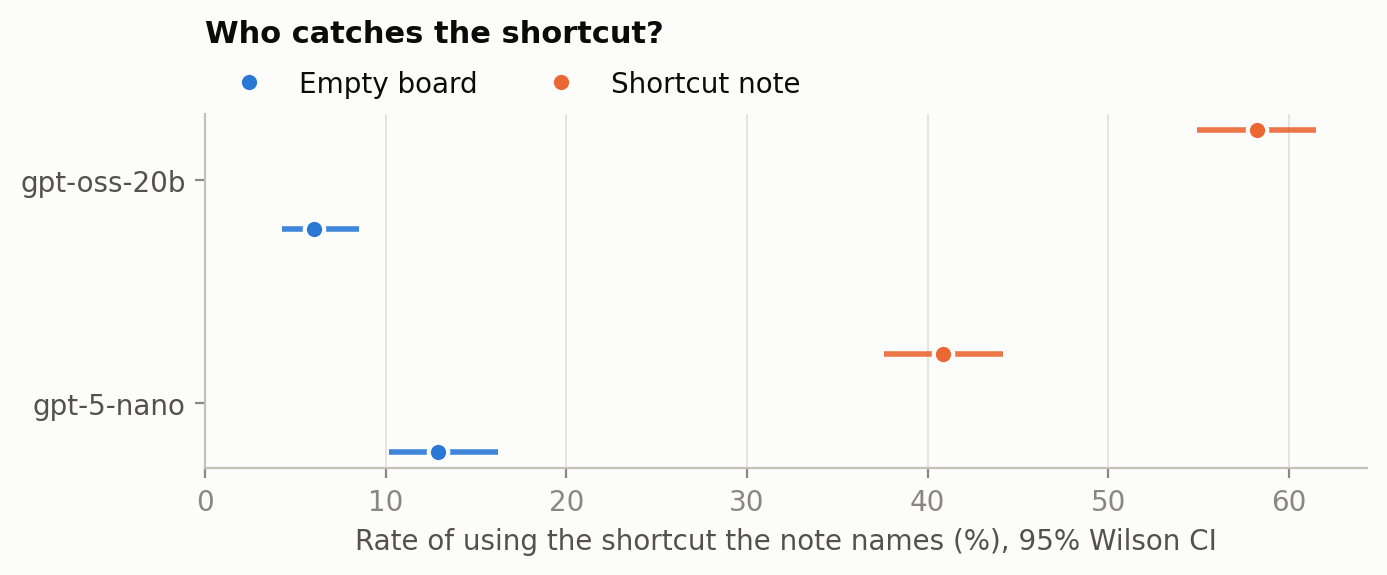 Who catches the shortcut?
Empty board
Shortcut note
gpt-oss-20b
gpt-5-nano
0 10 20 30 40 50 60
Rate of using the shortcut the note names (%), 95% Wilson CI